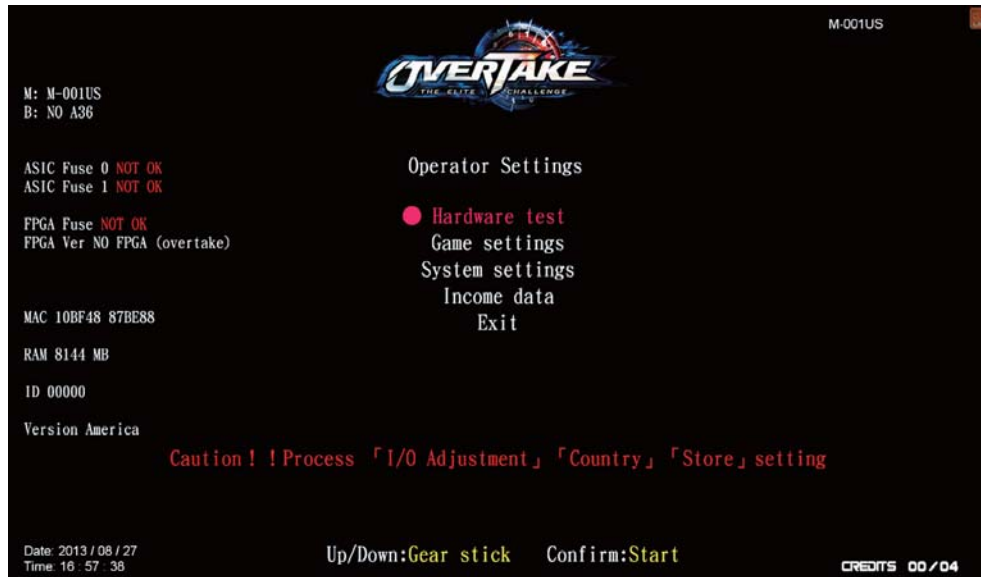 M-001US
OVERTAKE
THE ELITE CHALLENGE
M: M-001US
B: NO A36
ASIC Fuse 0 NOT OK
ASIC Fuse 1 NOT OK
FPGA Fuse NOT OK
FPGA Ver NO FPGA (overtake)
MAC 10BF48 87BE88
RAM 8144 MB
ID 00000
Version America
Operator Settings
Hardware test
Game settings
System settings
Income data
Exit
Caution！！Process 「I/O Adjustment」「Country」「Store」setting
Date: 2013 / 08 / 27
Time: 16 : 57 : 38
Up/Down:Gear stick Confirm:Start
CREDITS 00/04